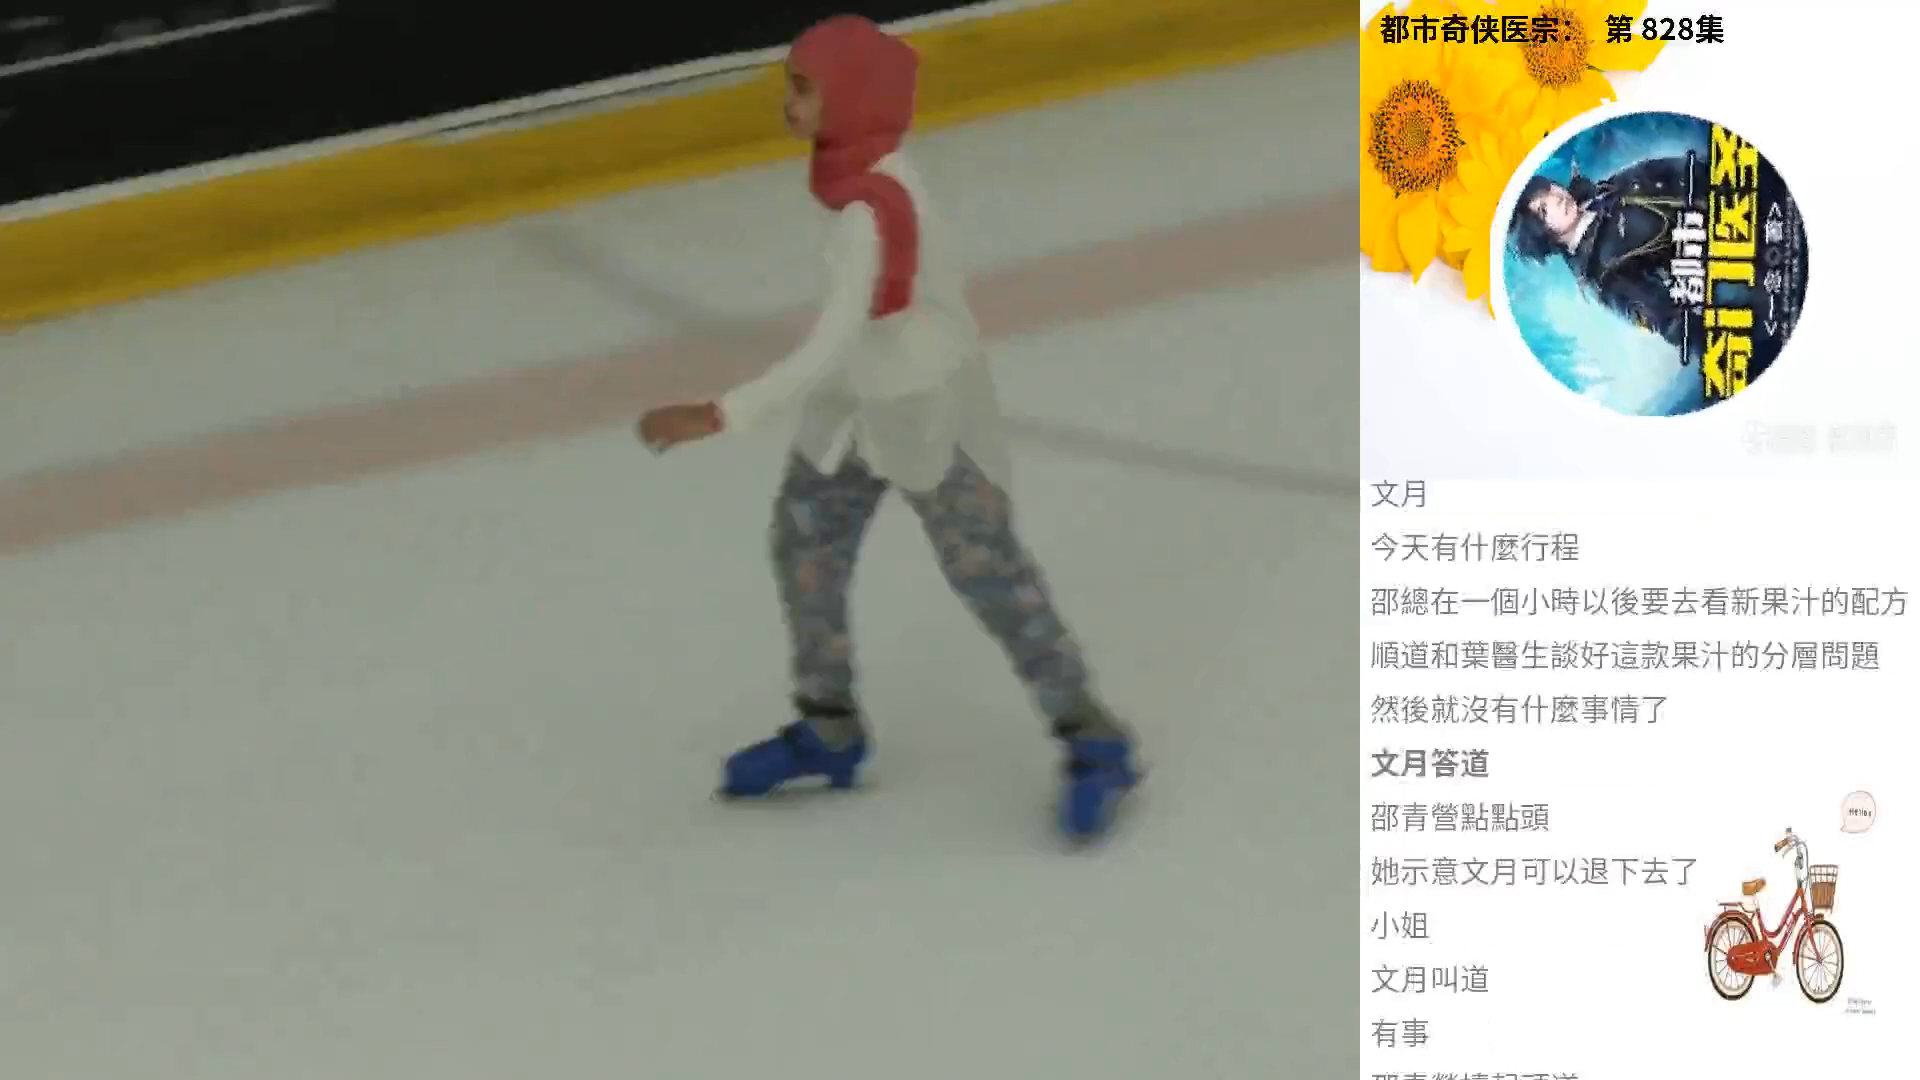 都市奇侠医宗： 第 828集
都市
奇门医圣
文月
今天有什麼行程
邵總在一個小時以後要去看新果汁的配方
順道和葉醫生談好這款果汁的分層問題
然後就沒有什麼事情了
文月答道
邵青營點點頭
她示意文月可以退下去了
小姐
文月叫道
有事